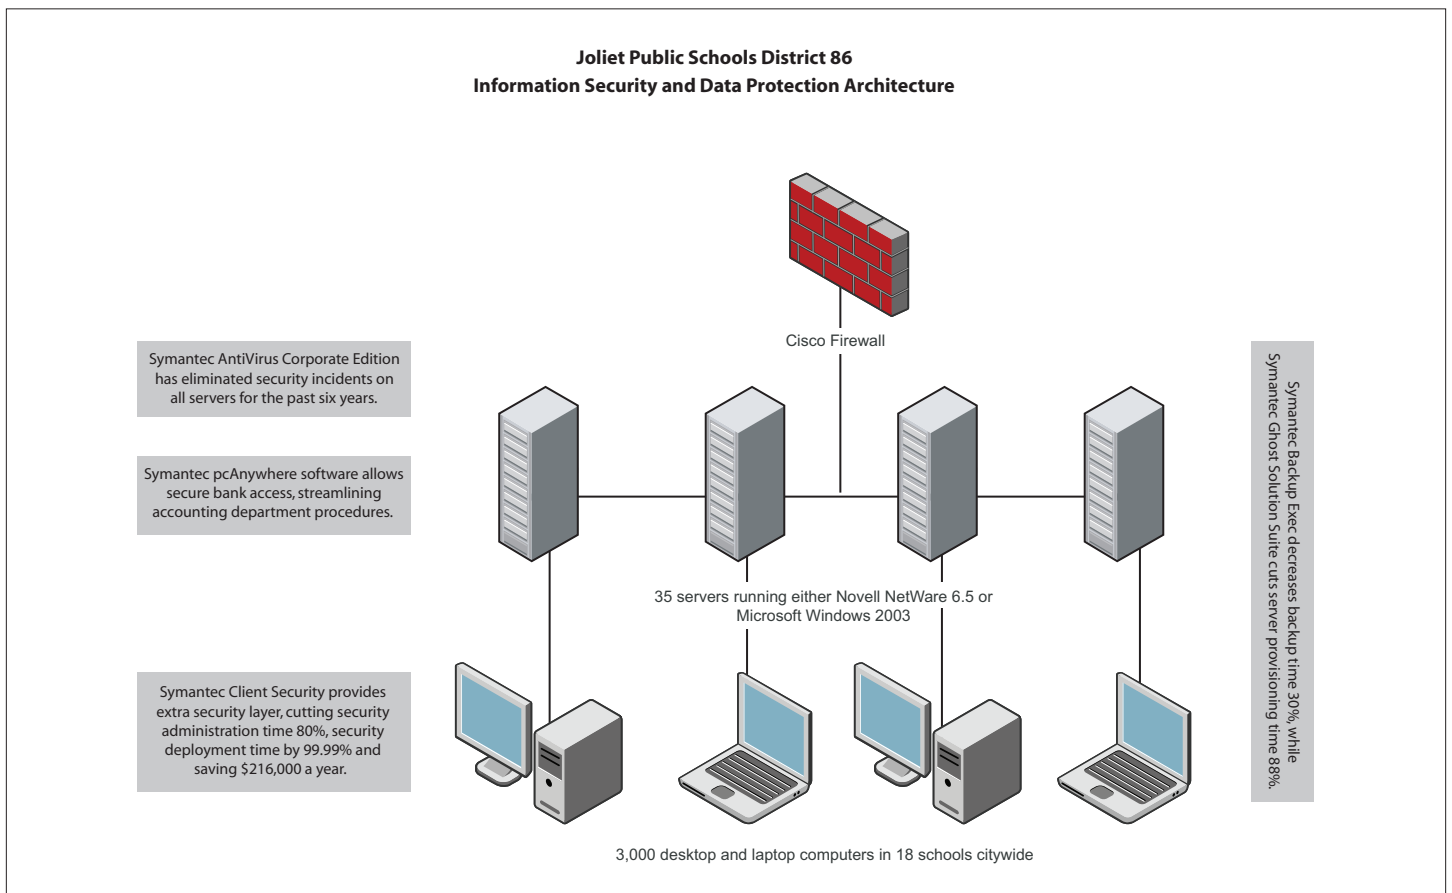 Joliet Public Schools District 86
Information Security and Data Protection Architecture
Cisco Firewall
Symantec AntiVirus Corporate Edition
has eliminated security incidents on
all servers for the past six years.
Symantec pcAnywhere software allows
secure bank access, streamlining
accounting department procedures.
35 servers running either Novell NetWare 6.5 or
Microsoft Windows 2003
Symantec Client Security provides
extra security layer, cutting security
administration time 80%, security
deployment time by 99.99% and
saving $216,000 a year.
Symantec Backup Exec decreases backup time 30%, while
Symantec Ghost Solution Suite cuts server provisioning time 88%.
3,000 desktop and laptop computers in 18 schools citywide